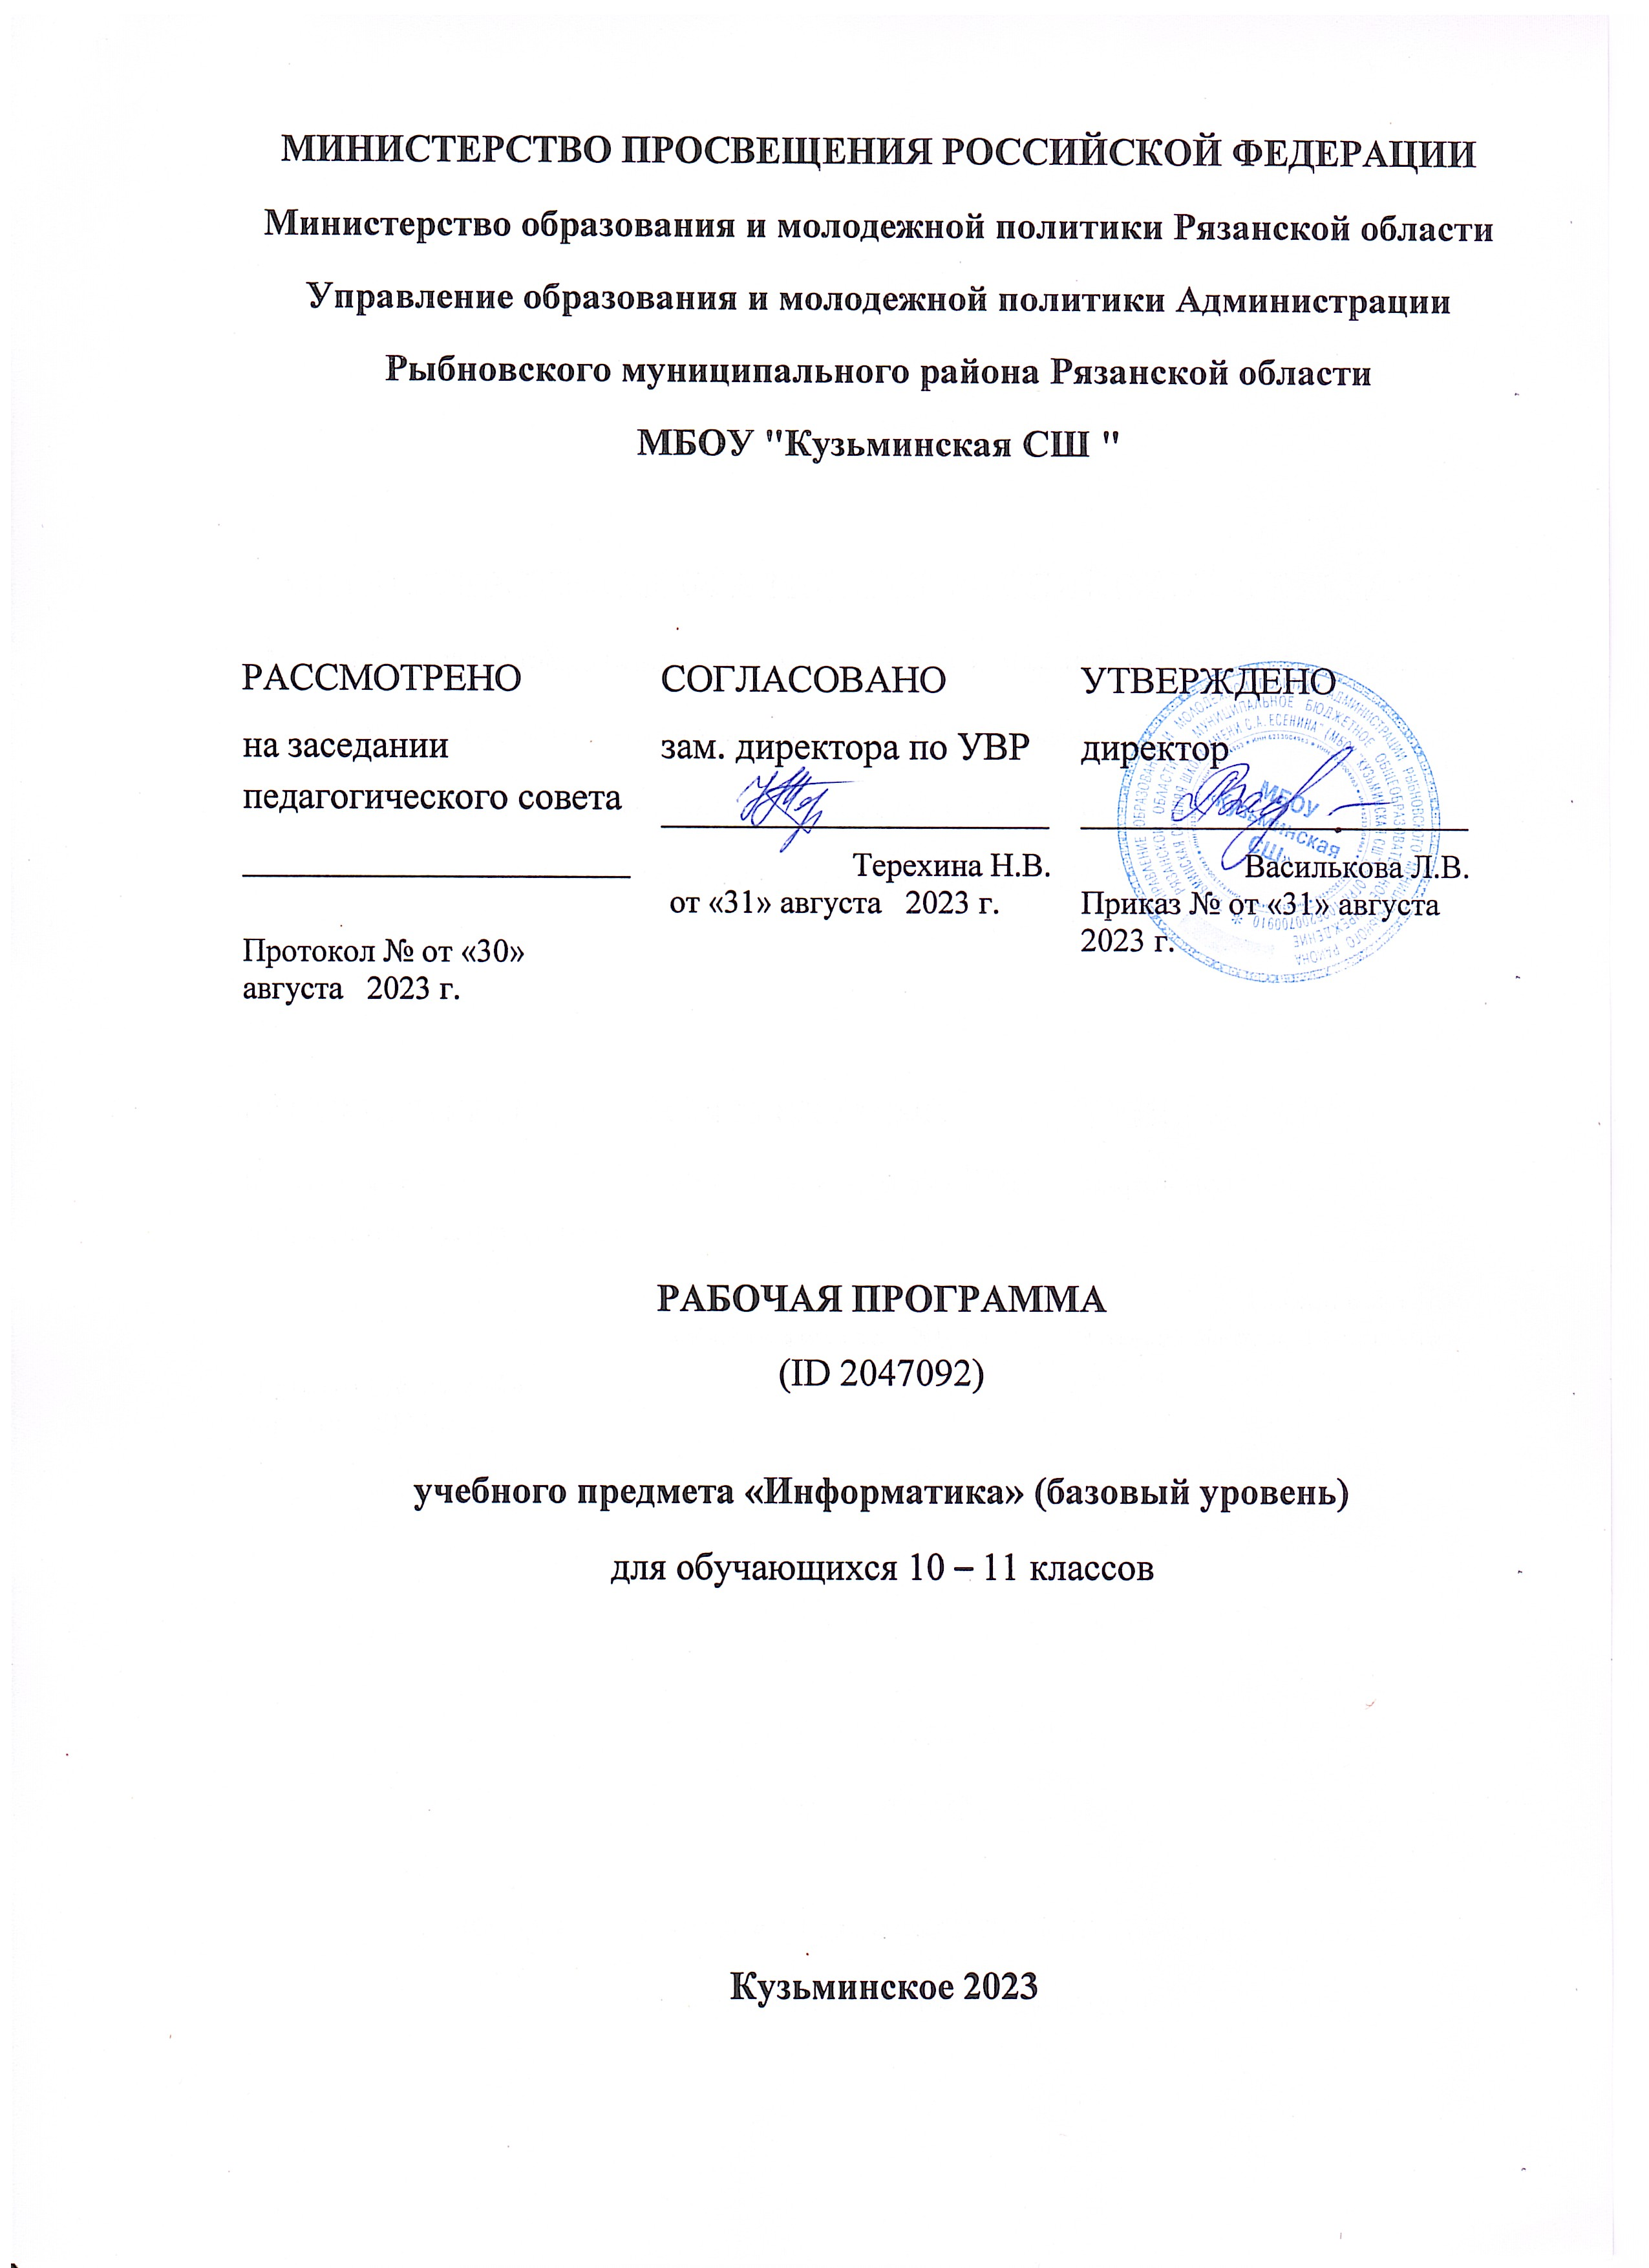 МИНИСТЕРСТВО ПРОСВЕЩЕНИЯ РОССИЙСКОЙ ФЕДЕРАЦИИ
Министерство образования и молодежной политики Рязанской области
Управление образования и молодежной политики Администрации
Рыбновского муниципального района Рязанской области
МБОУ "Кузьминская СШ "
РАССМОТРЕНО
на заседании
педагогического совета
Протокол № от «30»
августа 2023 г.
СОГЛАСОВАНО
зам. директора по УВР
Терехина Н.В.
от «31» августа 2023 г.
УТВЕРЖДЕНО
директор
Василькова Л.В.
Приказ № от «31» августа
2023 г.
МБОУ
«Кузьминская
СШ»
РАБОЧАЯ ПРОГРАММА
(ID 2047092)
учебного предмета «Информатика» (базовый уровень)
для обучающихся 10 – 11 классов
Кузьминское 2023